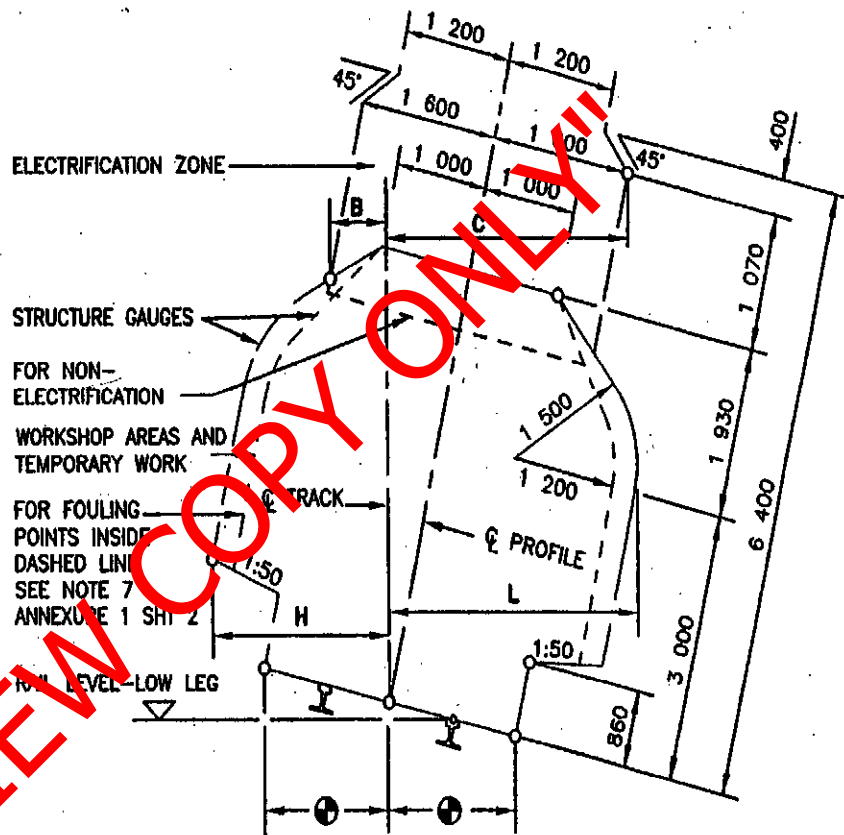 1 200
1 200
45°
1 600
400
ELECTRIFICATION ZONE
1 000
45°
1 000
B
C
1 070
STRUCTURE GAUGES
FOR NON-
ELECTRIFICATION
1 500
1 930
WORKSHOP AREAS AND
TEMPORARY WORK
1 200
6 400
FOR FOULING
POINTS INSIDE
DASHED LINE
SEE NOTE 7
ANNEXURE 1 SHT 2
℄ TRACK
℄ PROFILE
1:50
H
L
3 000
1:50
RAIL LEVEL-LOW LEG
860
VIEW COPY ONLY"